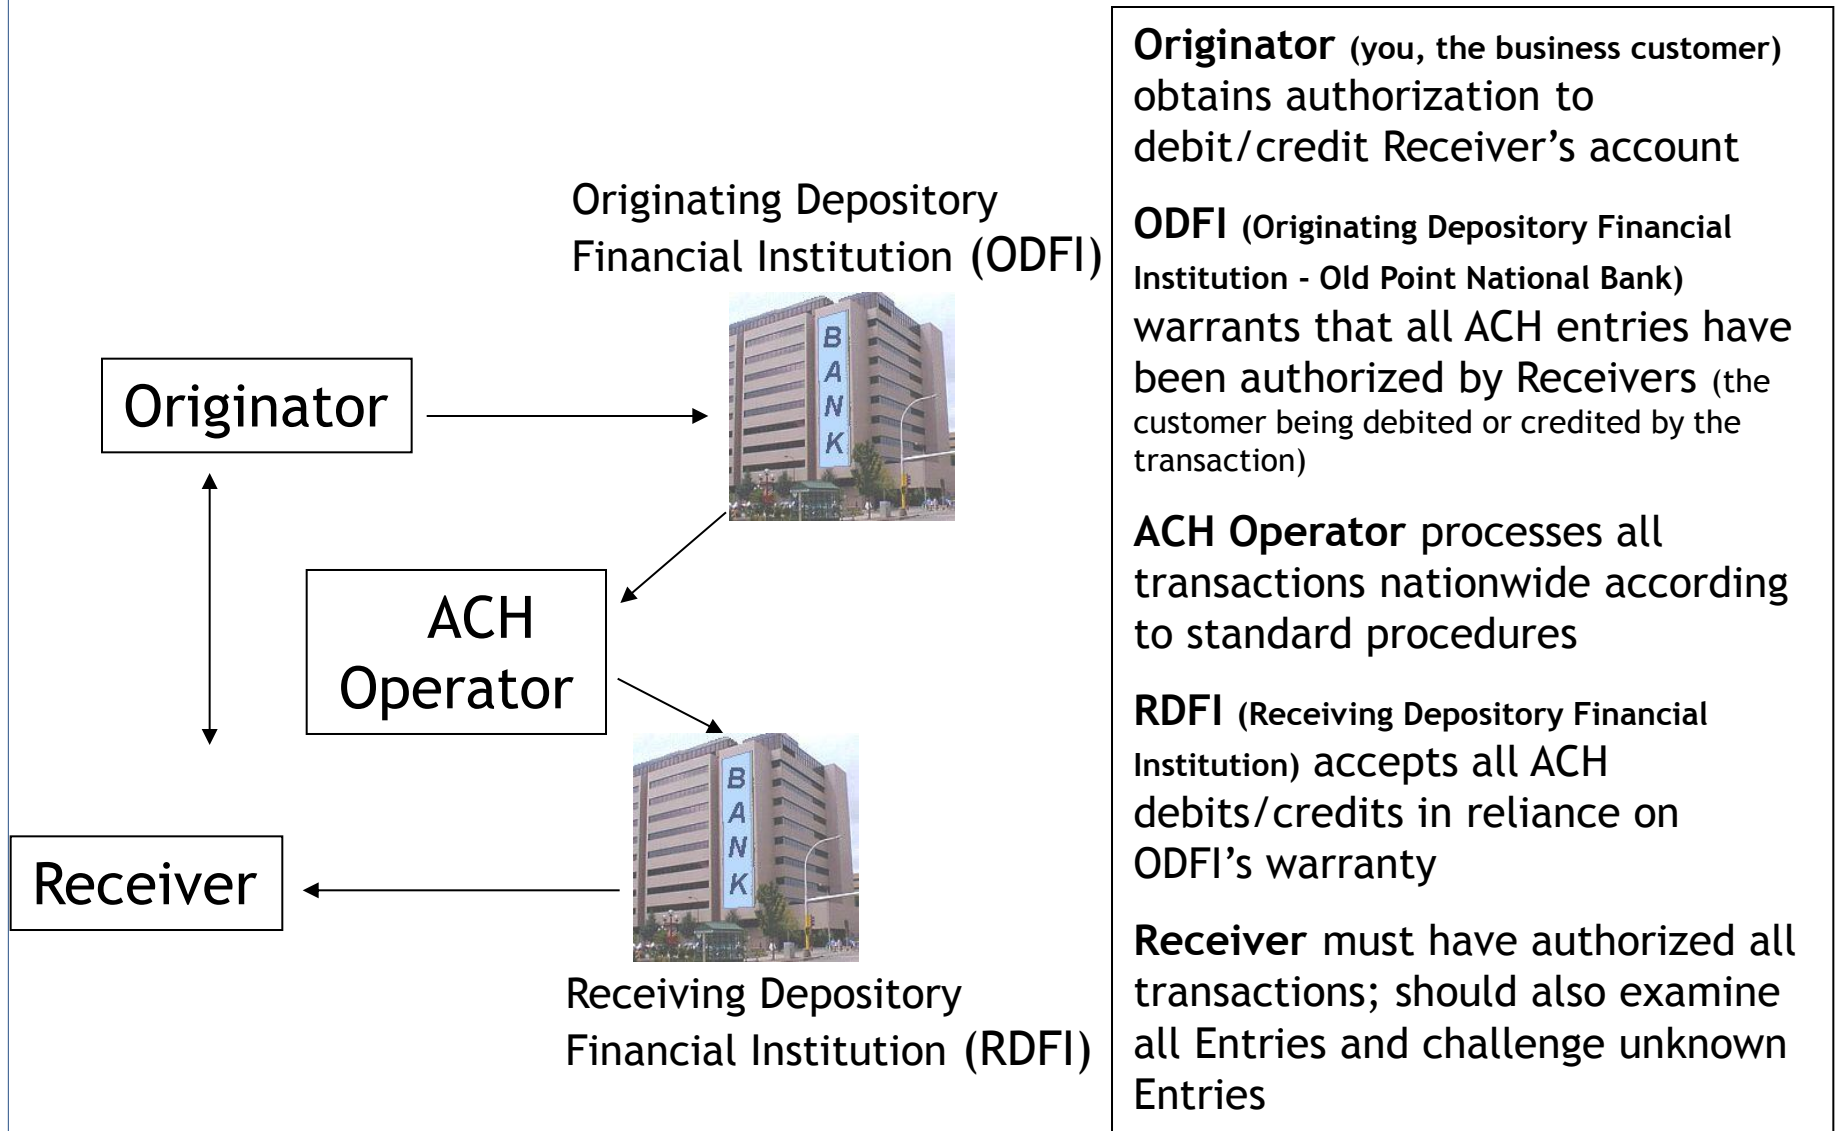 Originating Depository
Financial Institution (ODFI)
B
A
N
K
Originator
ACH
Operator
B
A
N
K
Receiver
Receiving Depository
Financial Institution (RDFI)
Originator (you, the business customer)
obtains authorization to
debit/credit Receiver’s account
ODFI (Originating Depository Financial
Institution - Old Point National Bank)
warrants that all ACH entries have
been authorized by Receivers (the
customer being debited or credited by the
transaction)
ACH Operator processes all
transactions nationwide according
to standard procedures
RDFI (Receiving Depository Financial
Institution) accepts all ACH
debits/credits in reliance on
ODFI’s warranty
Receiver must have authorized all
transactions; should also examine
all Entries and challenge unknown
Entries